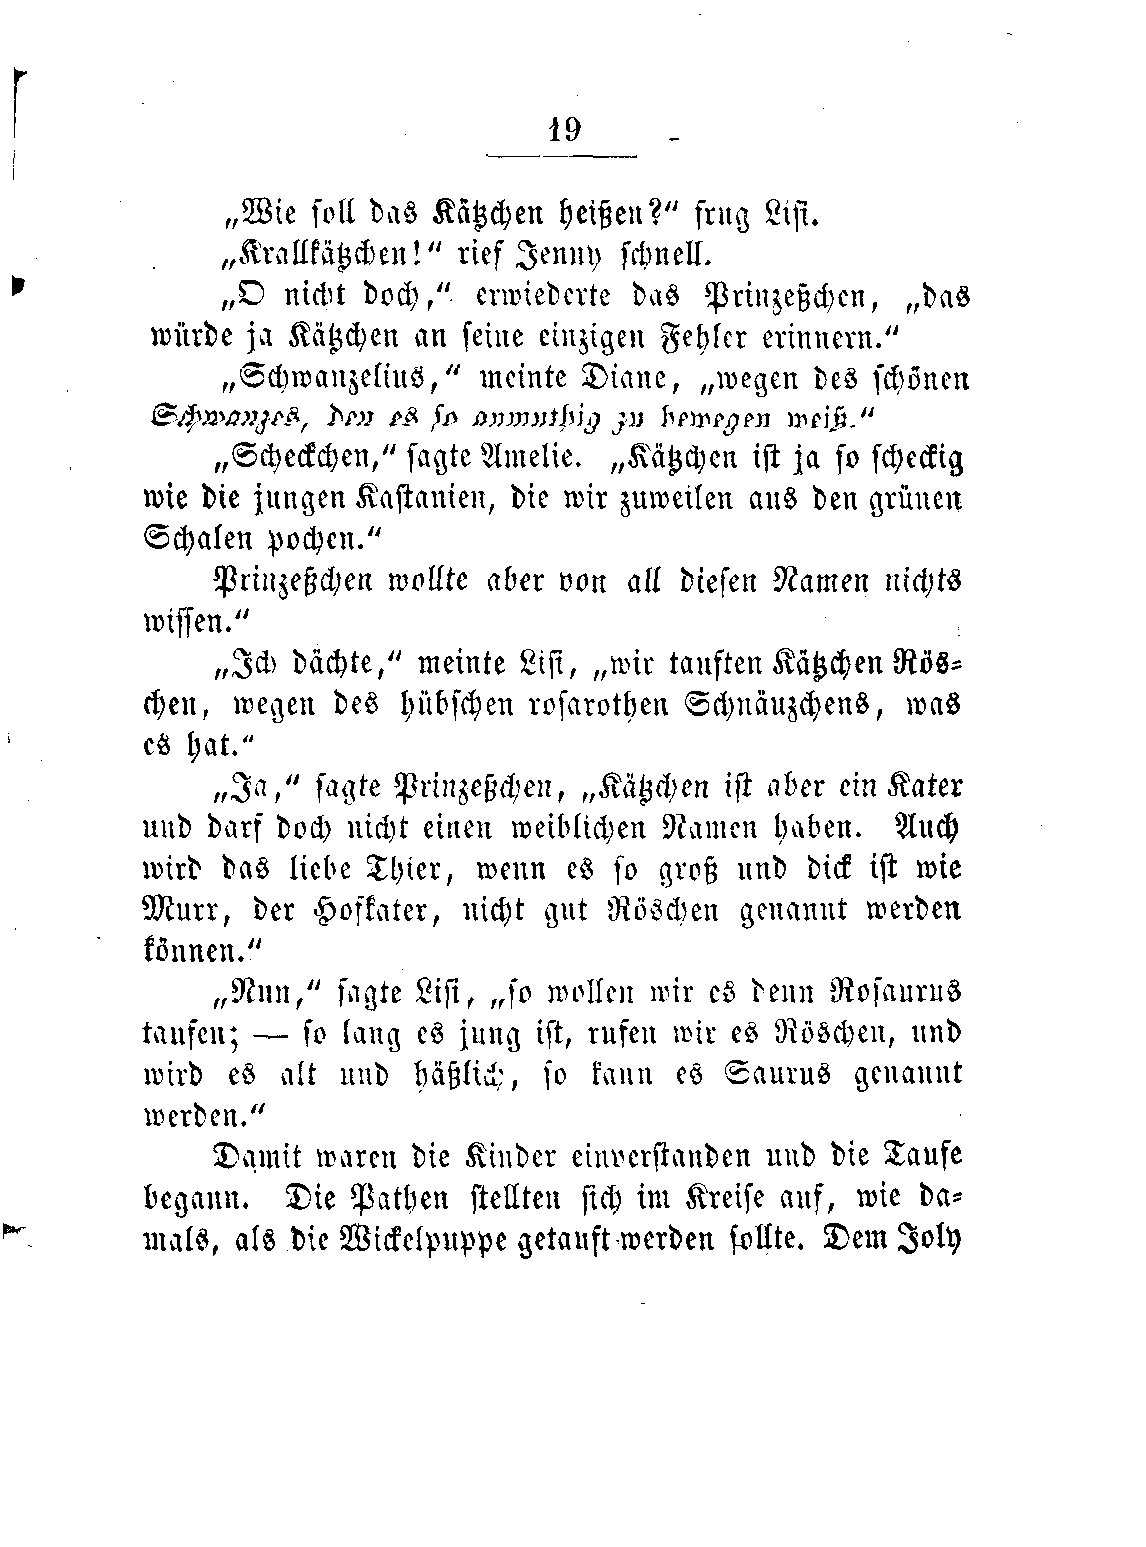 19
„Wie soll das Kätzchen heißen?“ frug Lisi.
„Krallkätzchen!“ rief Jenny schnell.
„O nicht doch,“ erwiederte das Prinzeßchen, „das
würde ja Kätzchen an seine einzigen Fehler erinnern.“
„Schwanzelius,“ meinte Diane, „wegen des schönen
Schwanzes, den es so anmuthig zu bewegen weiß.“
„Scheckchen,“ sagte Amelie. „Kätzchen ist ja so scheckig
wie die jungen Kastanien, die wir zuweilen aus den grünen
Schalen pochen.“
Prinzeßchen wollte aber von all diesen Namen nichts
wissen.“
„Ich dächte,“ meinte Lisi, „wir tauften Kätzchen Rös-
chen, wegen des hübschen rosarothen Schnäuzchens, was
es hat.“
„Ja,“ sagte Prinzeßchen, „Kätzchen ist aber ein Kater
und darf doch nicht einen weiblichen Namen haben. Auch
wird das liebe Thier, wenn es so groß und dick ist wie
Murr, der Hofkater, nicht gut Röschen genannt werden
können.“
„Nun,“ sagte Lisi, „so wollen wir es denn Rosaurus
taufen; — so lang es jung ist, rufen wir es Röschen, und
wird es alt und häßlich, so kann es Saurus genannt
werden.“
Damit waren die Kinder einverstanden und die Taufe
begann. Die Pathen stellten sich im Kreise auf, wie da-
mals, als die Wickelpuppe getauft werden sollte. Dem Joly